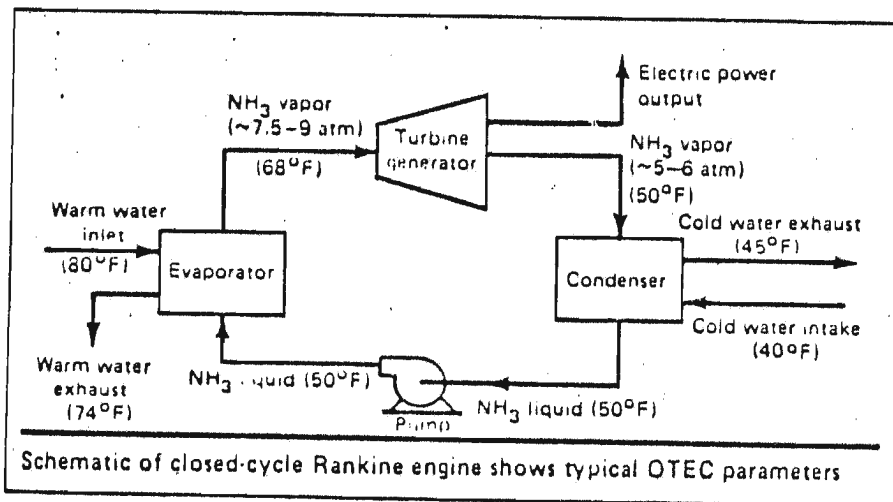 Electric power
output
NH3 vapor
(~7.5-9 atm)
(68°F)
Turbine
generator
NH3 vapor
(~5-6 atm)
(50°F)
Warm water
inlet
(80°F)
Evaporator
Cold water exhaust
(45°F)
Condenser
Cold water intake
(40°F)
Warm water
exhaust
(74°F)
NH3 liquid (50°F)
Pump
NH3 liquid (50°F)
Schematic of closed-cycle Rankine engine shows typical OTEC parameters